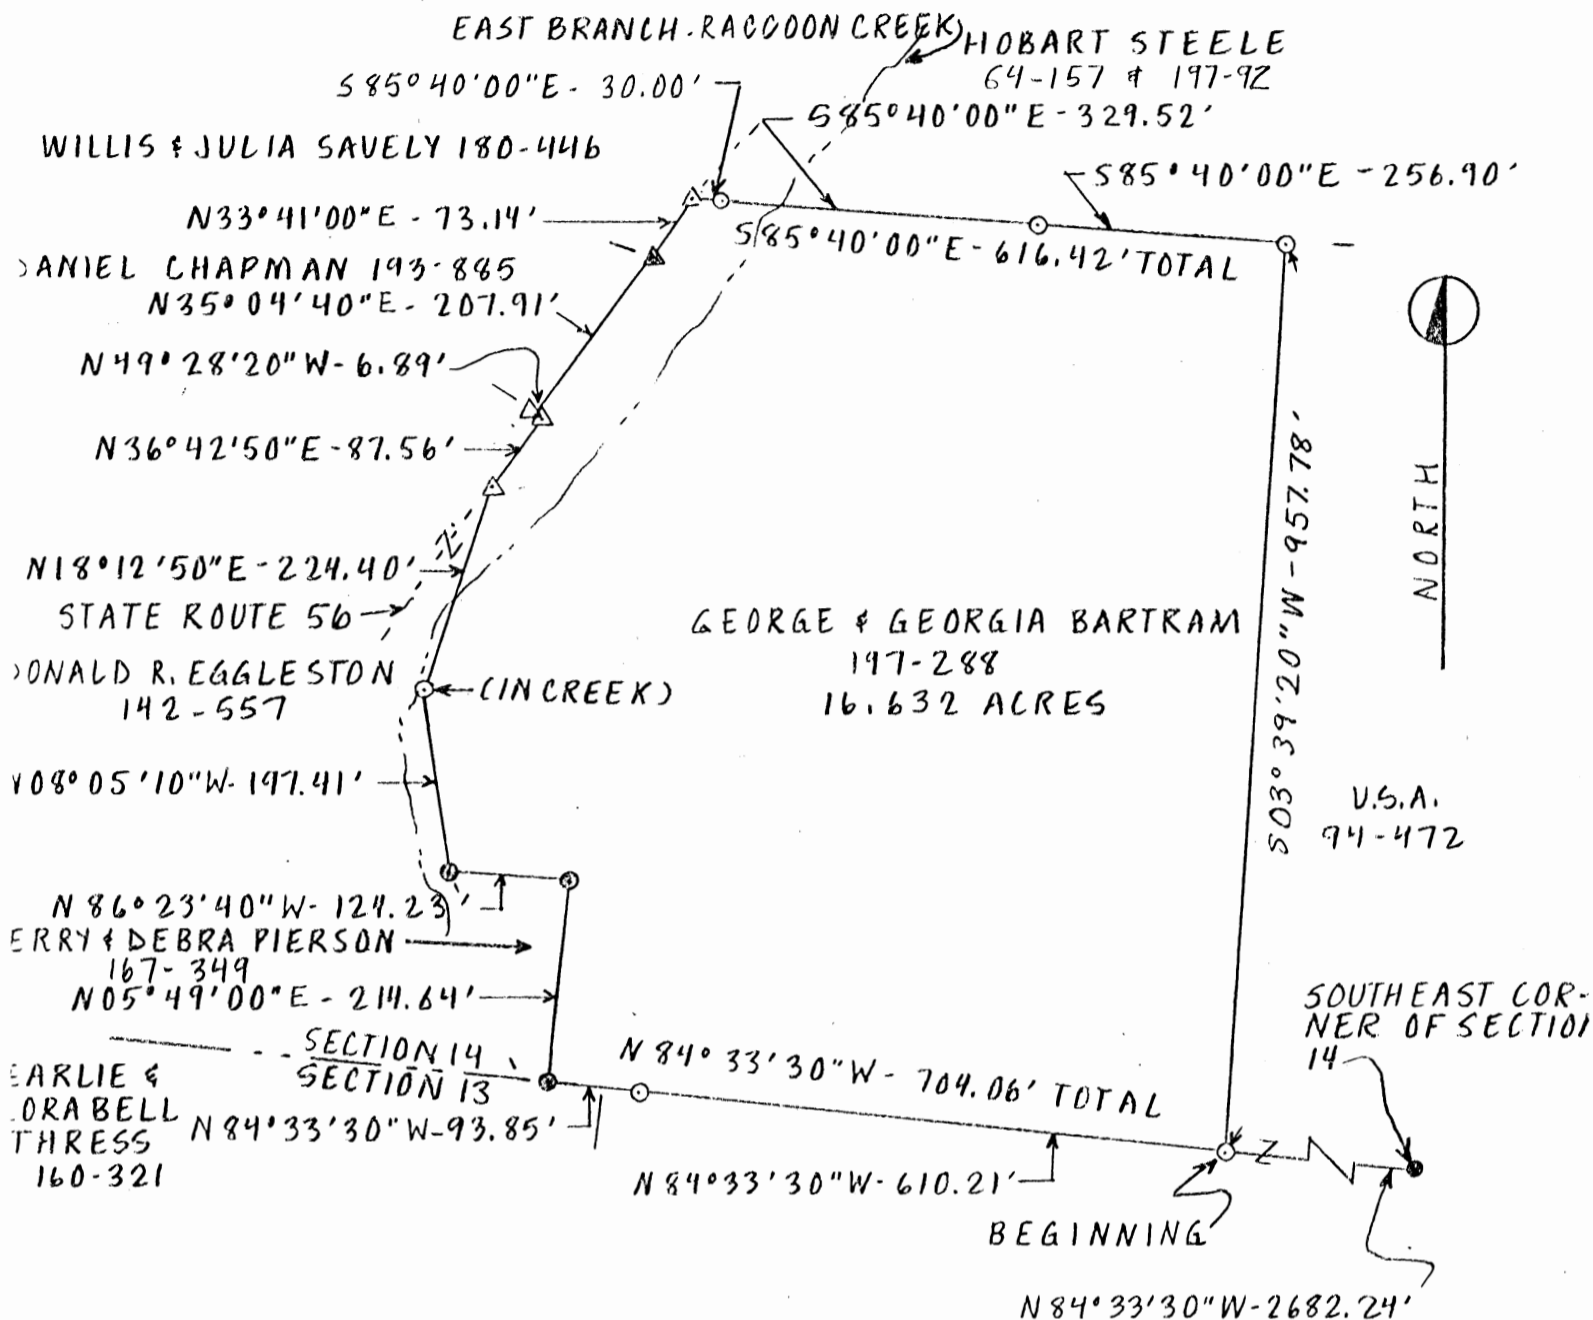 EAST BRANCH-RACCOON CREEK
HOBART STEELE
64-157 & 197-92
S85°40'00"E- 30.00'
S85°40'00"E-329.52'
WILLIS & JULIA SAVELY 180-446
S85°40'00"E-256.90'
N33°41'00"E - 73.14'
S85°40'00"E-616.42' TOTAL
ANIEL CHAPMAN 193-885
N35°04'40"E- 207.91'
N49°28'20"W- 6.89'
N36°42'50"E-87.56'
S03°39'20"W-957.78'
NORTH
N18°12'50"E-224.40'
STATE ROUTE 56
GEORGE & GEORGIA BARTRAM
197-288
16.632 ACRES
ONALD R. EGGLESTON
142-557
(IN CREEK)
08°05'10"W-197.41'
U.S.A.
94-472
N 86°23'40"W- 124.23'
ERRY & DEBRA PIERSON
167-349
N05°49'00"E- 214.64'
SOUTHEAST COR-
NER OF SECTION
14
SECTION 14
SECTION 13
N84°33'30"W- 704.06' TOTAL
EARLIE &
ORABELL
THRESS
160-321
N84°33'30"W-93.85'
N84°33'30"W-610.21'
BEGINNING
N84°33'30"W-2682.24'